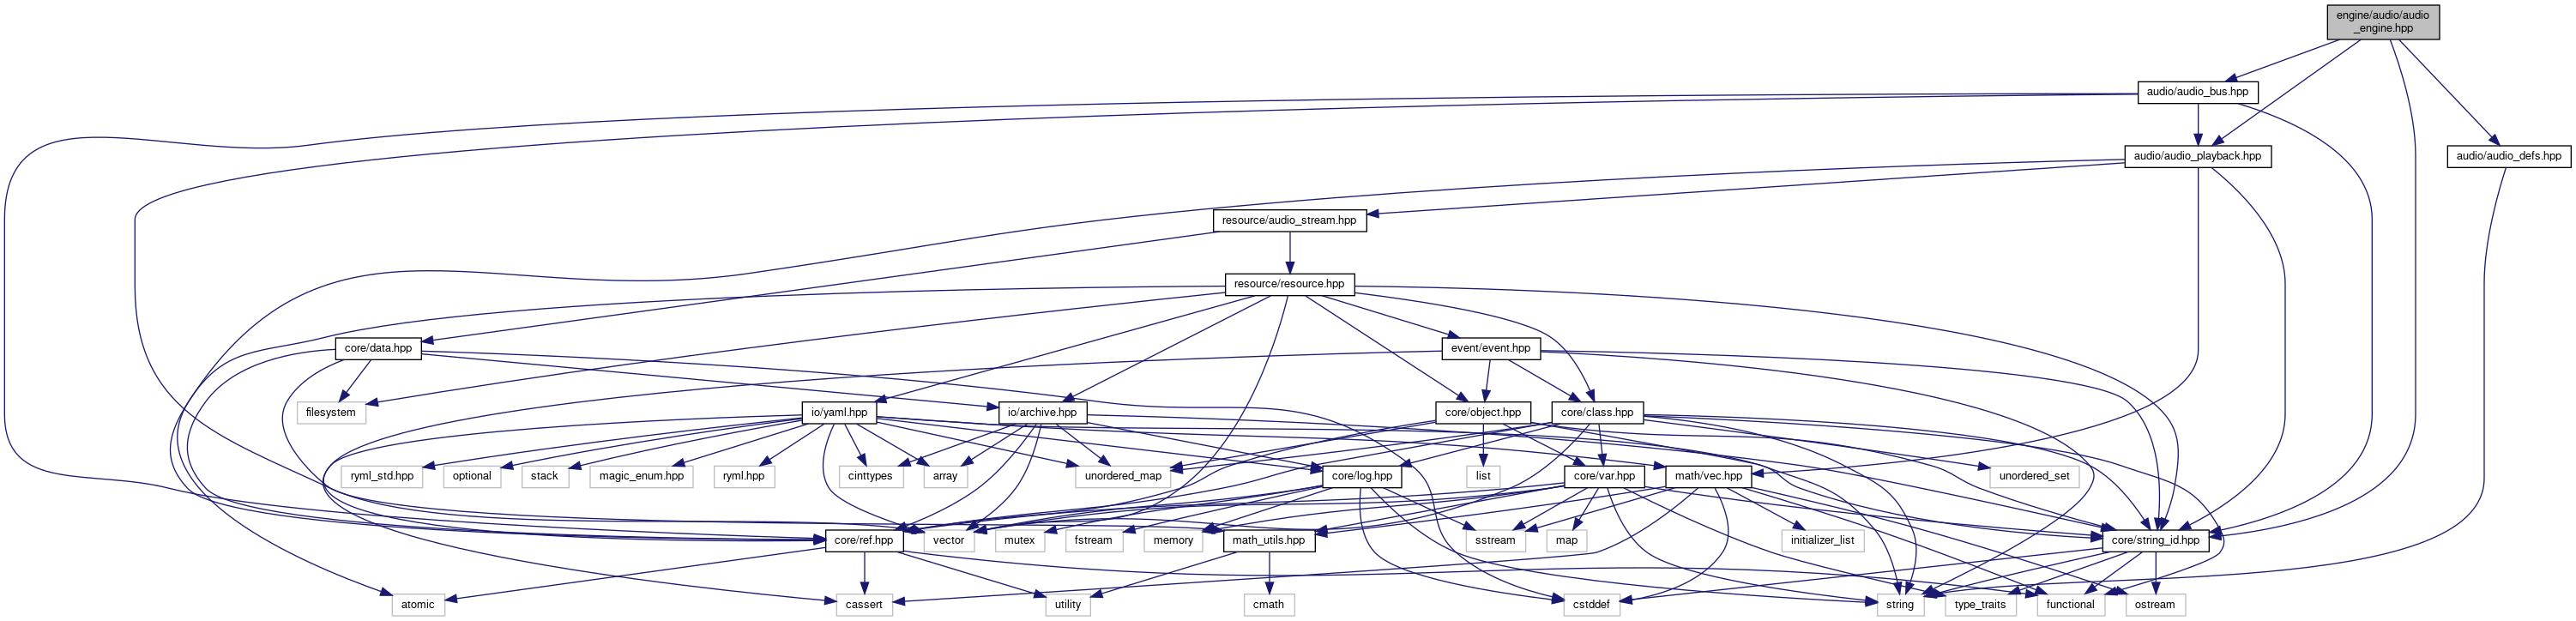 engine/audio/audio
_engine.hpp
audio/audio_bus.hpp
audio/audio_playback.hpp
audio/audio_defs.hpp
resource/audio_stream.hpp
resource/resource.hpp
core/data.hpp
event/event.hpp
filesystem
io/yaml.hpp
io/archive.hpp
core/object.hpp
core/class.hpp
ryml_std.hpp
optional
stack
magic_enum.hpp
ryml.hpp
cinttypes
array
unordered_map
core/log.hpp
list
core/var.hpp
math/vec.hpp
unordered_set
core/ref.hpp
vector
mutex
fstream
memory
math_utils.hpp
sstream
map
initializer_list
core/string_id.hpp
atomic
cassert
utility
cmath
cstddef
string
type_traits
functional
ostream